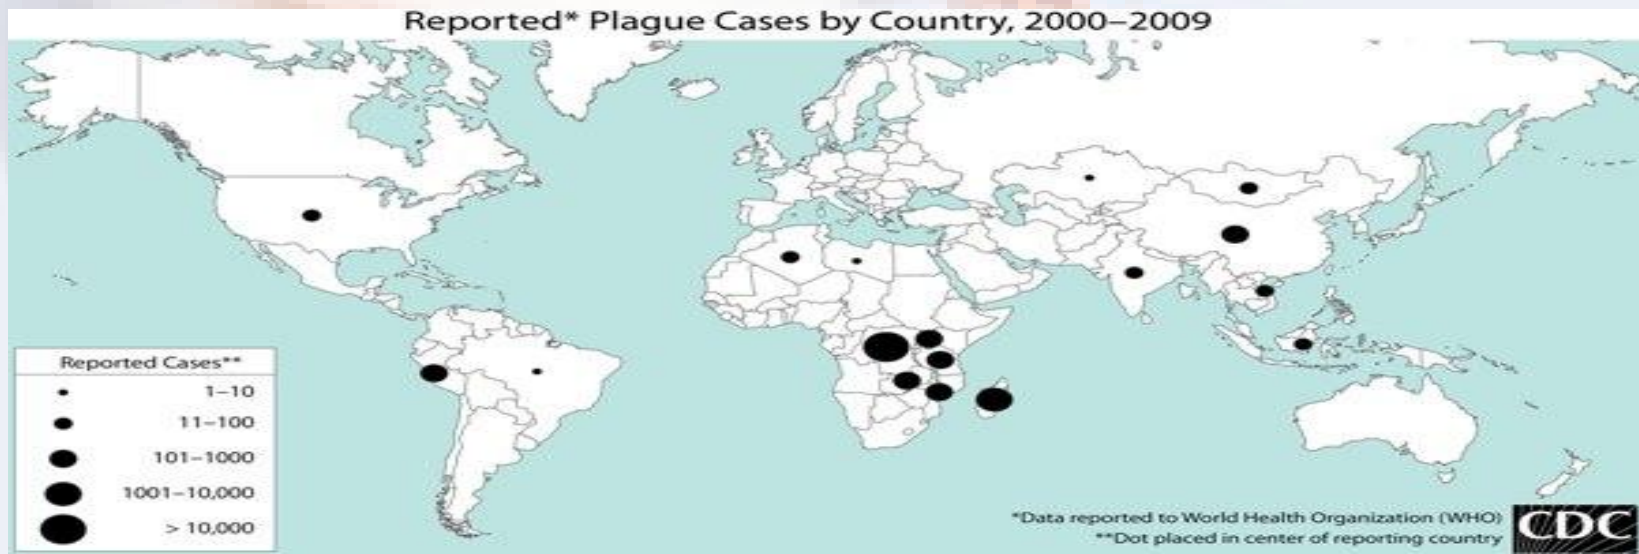 Reported* Plague Cases by Country, 2000–2009
Reported Cases**
1–10
11–100
101–1000
1001–10,000
> 10,000
*Data reported to World Health Organization (WHO)
**Dot placed in center of reporting country
CDC